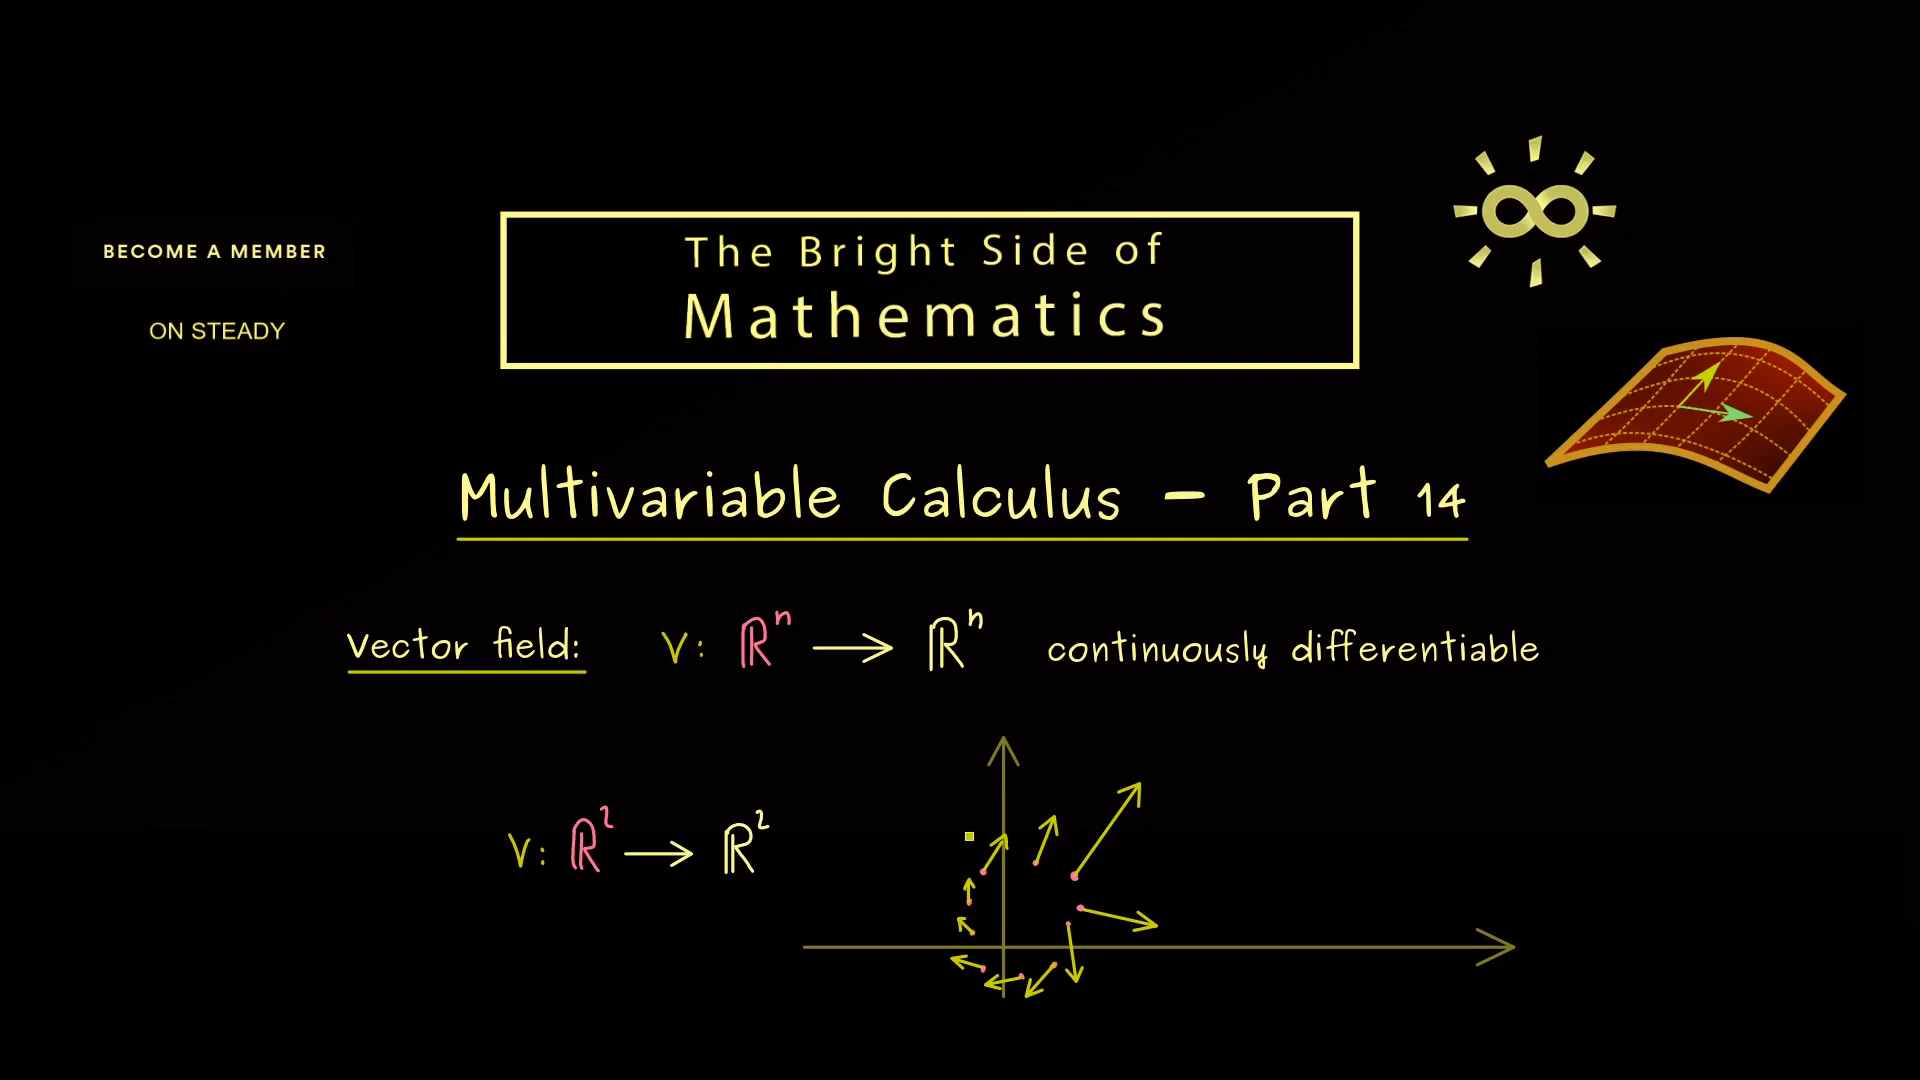 BECOME A MEMBER
ON STEADY
The Bright Side of
Mathematics
Multivariable Calculus – Part 14
Vector field: v: ℝⁿ ⟶ ℝⁿ continuously differentiable
v: ℝ² ⟶ ℝ²